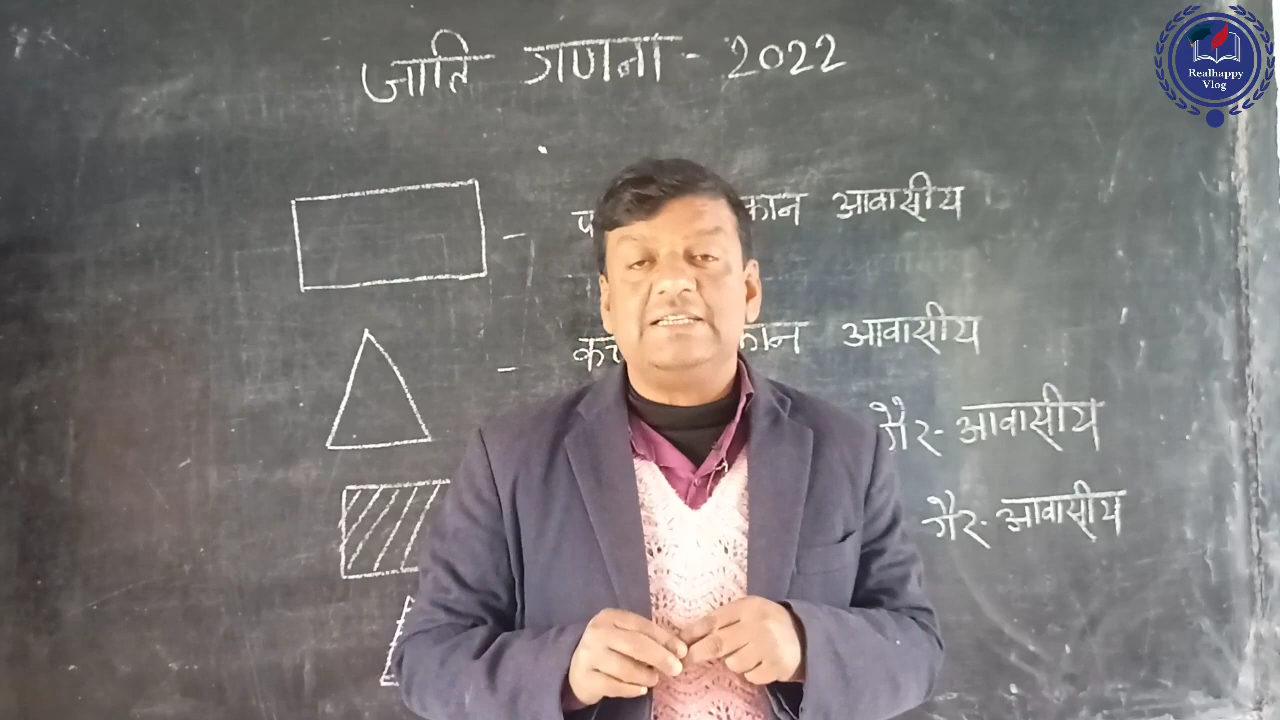 जाति गणना - 2022
Realhappy
Vlog
- कान आवासीय
- कान आवासीय
गैर-आवासीय
गैर-आवासीय